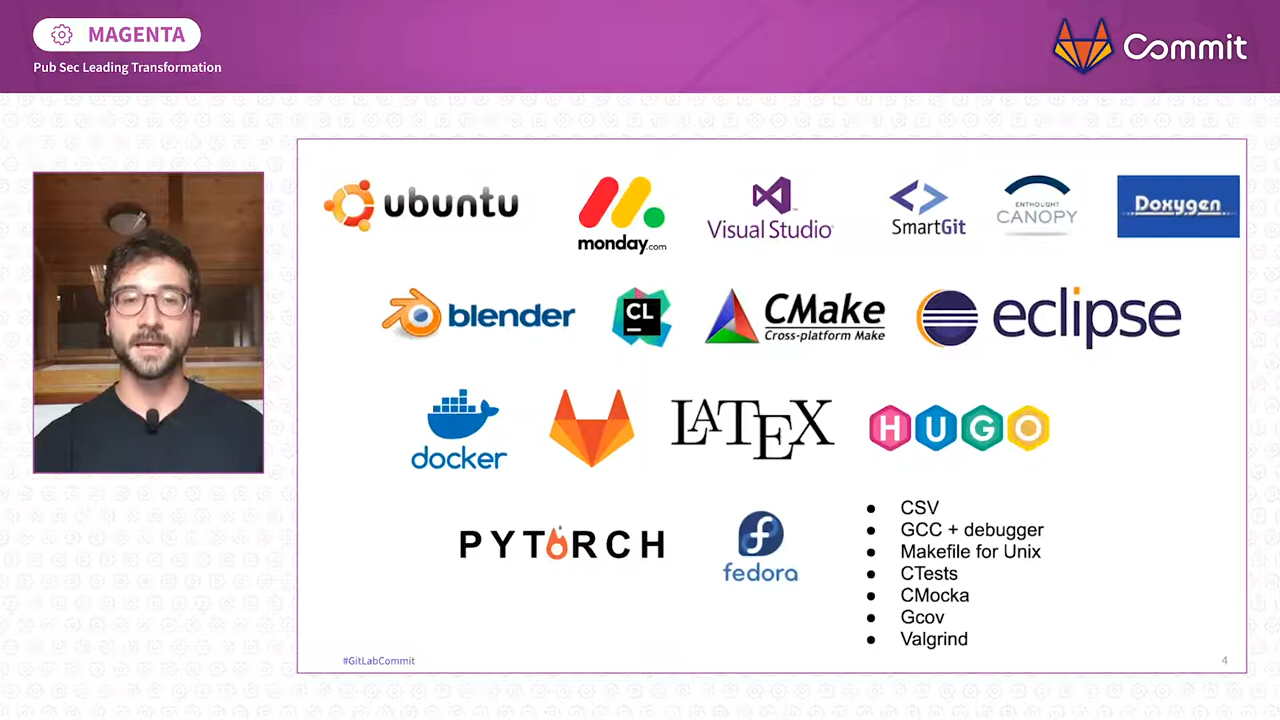 MAGENTA
Pub Sec Leading Transformation
Commit
ubuntu
monday.com
Visual Studio
SmartGit
ENTHOUGHT
CANOPY
Doxygen
blender
CL
CMake
Cross-platform Make
eclipse
docker
LATEX
HUGO
PYTORCH
fedora
• CSV
• GCC + debugger
• Makefile for Unix
• CTests
• CMocka
• Gcov
• Valgrind
#GitLabCommit
4